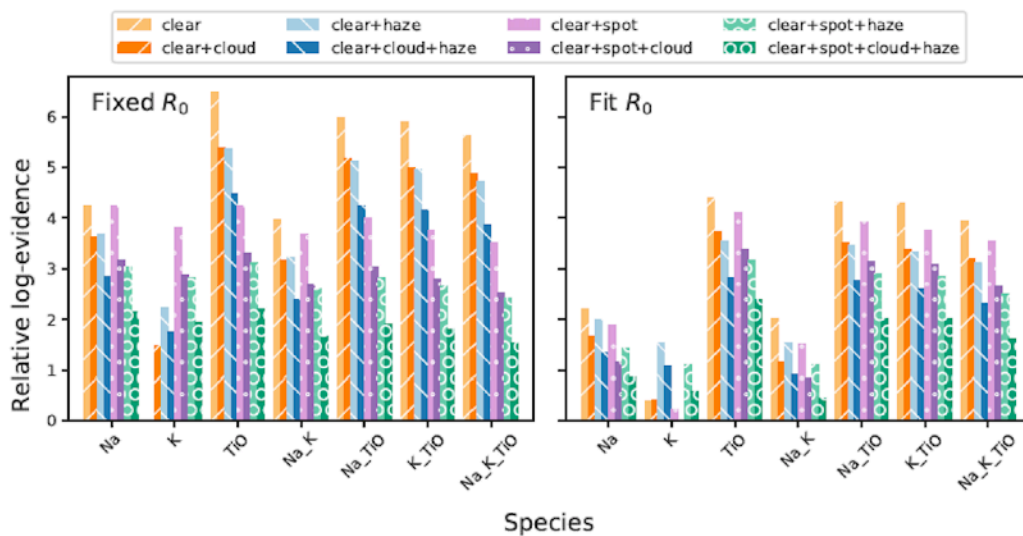 clear clear+haze clear+spot clear+spot+haze
clear+cloud clear+cloud+haze clear+spot+cloud clear+spot+cloud+haze
Fixed R₀ Fit R₀
Relative log-evidence
6
5
4
3
2
1
0
Na K TiO Na_K Na_TiO K_TiO Na_K_TiO Na K TiO Na_K Na_TiO K_TiO Na_K_TiO
Species